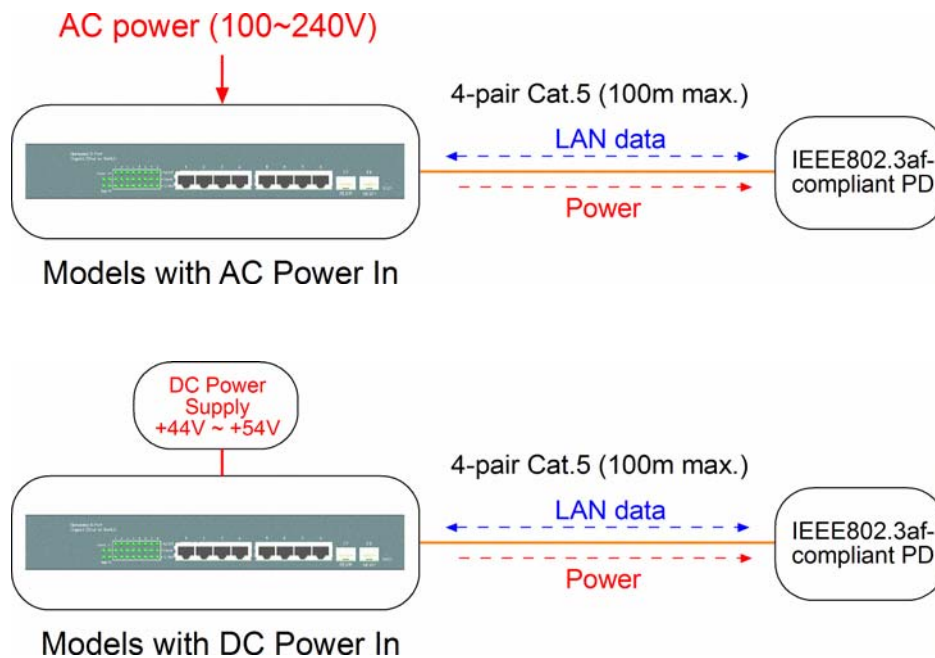 AC power (100~240V)
4-pair Cat.5 (100m max.)
LAN data
IEEE802.3af-
compliant PD
Power
Models with AC Power In
DC Power
Supply
+44V ~ +54V
4-pair Cat.5 (100m max.)
LAN data
IEEE802.3af-
compliant PD
Power
Models with DC Power In